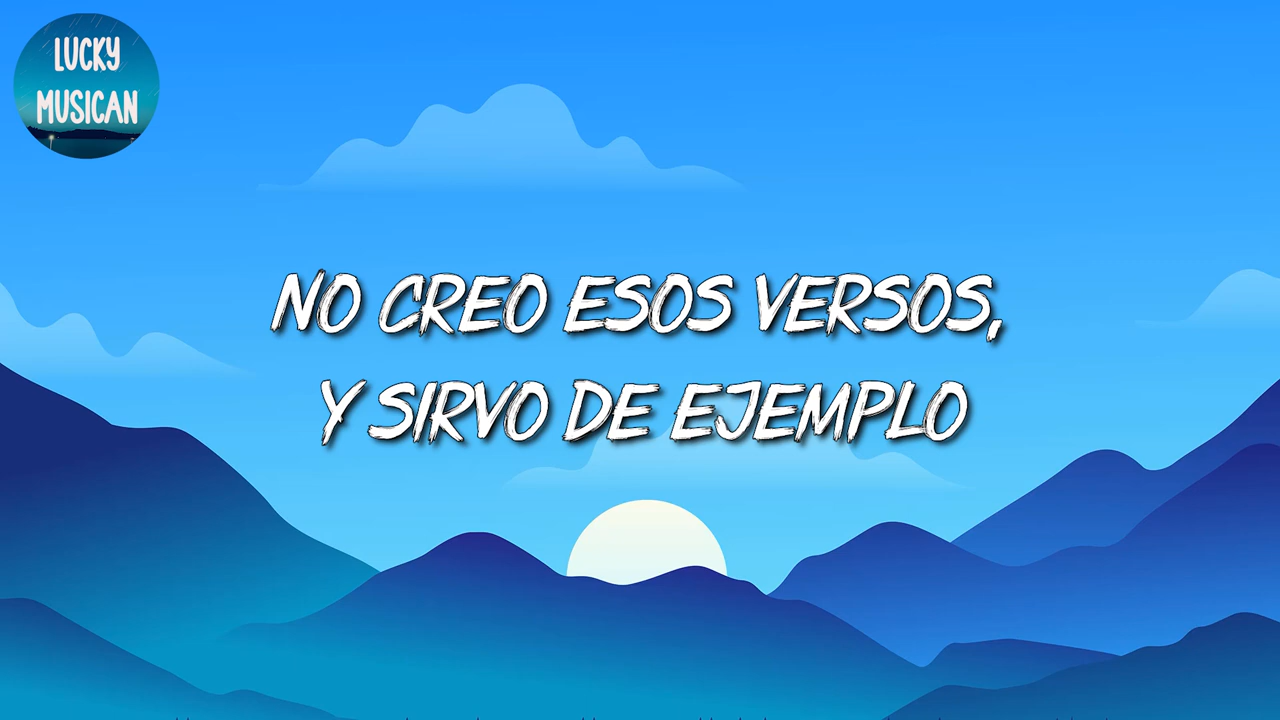 LUCKY
MUSICAN
NO CREO ESOS VERSOS,
Y SIRVO DE EJEMPLO